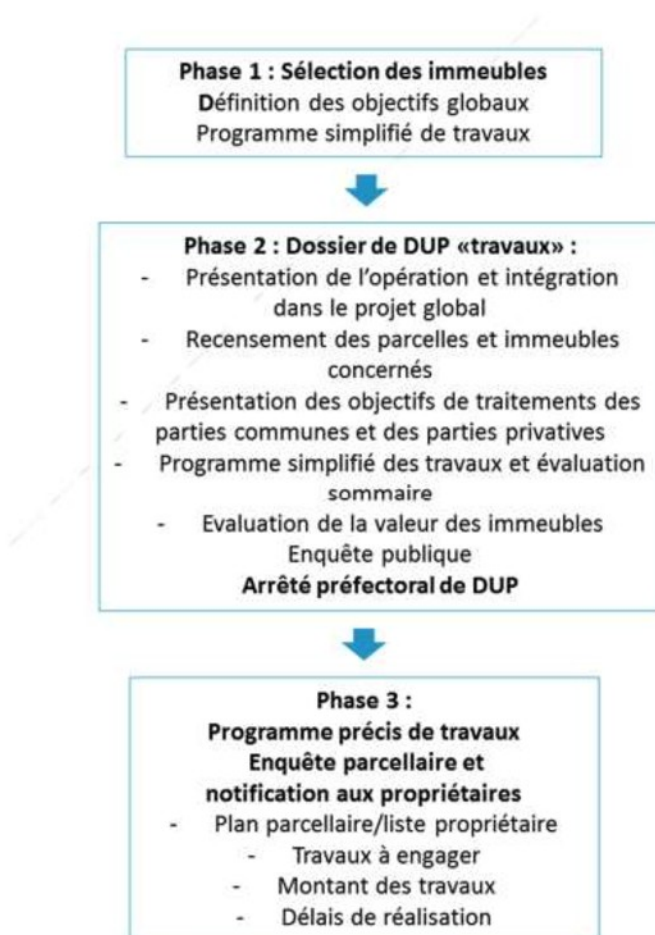 Phase 1 : Sélection des immeubles
Définition des objectifs globaux
Programme simplifié de travaux
Phase 2 : Dossier de DUP «travaux» :
- Présentation de l'opération et intégration
dans le projet global
- Recensement des parcelles et immeubles
concernés
- Présentation des objectifs de traitements des
parties communes et des parties privatives
- Programme simplifié des travaux et évaluation
sommaire
- Evaluation de la valeur des immeubles
Enquête publique
Arrêté préfectoral de DUP
Phase 3 :
Programme précis de travaux
Enquête parcellaire et
notification aux propriétaires
- Plan parcellaire/liste propriétaire
- Travaux à engager
- Montant des travaux
- Délais de réalisation